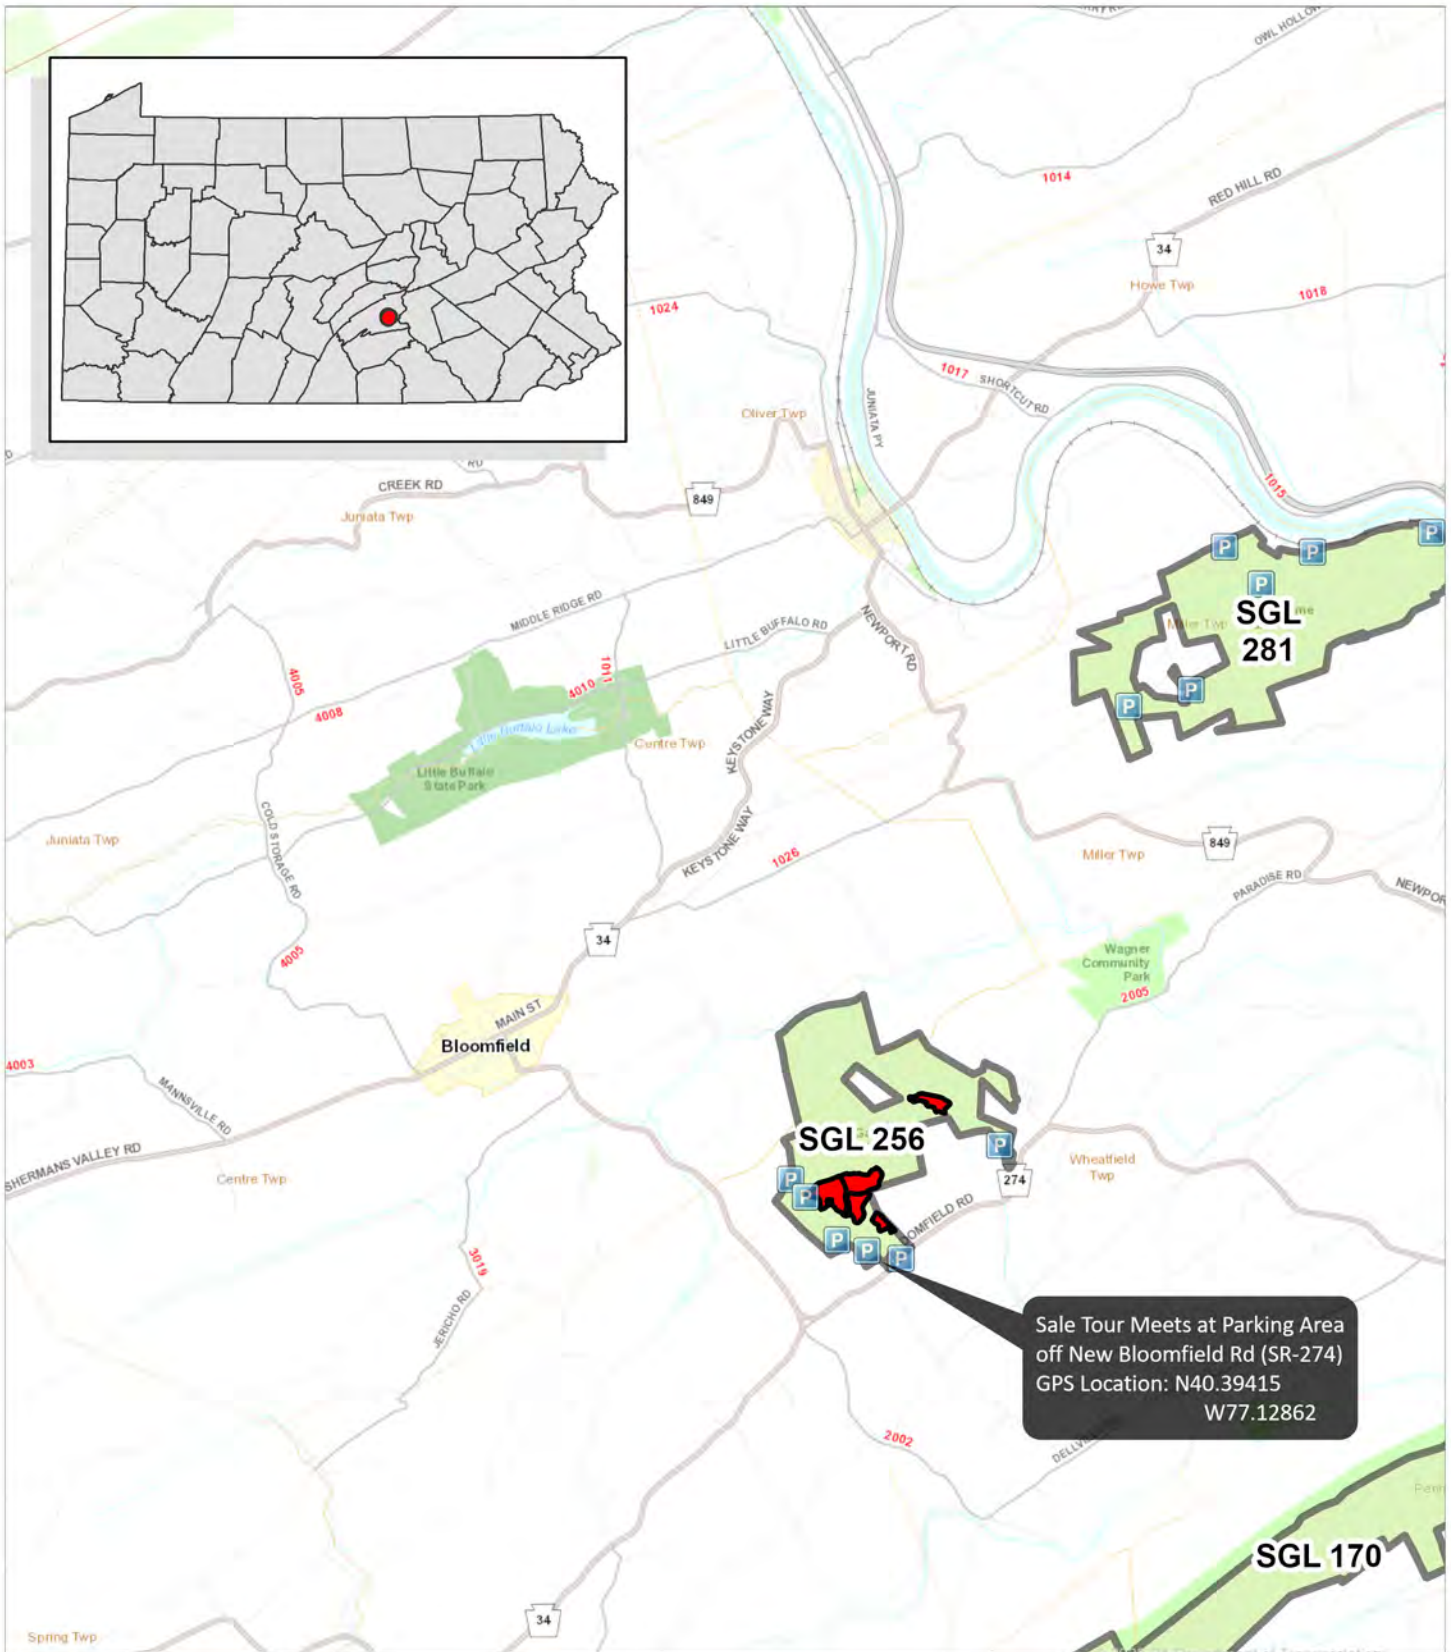 OWL HOLLOW
1014
RED HILL RD
34
Howe Twp
1018
1024
1017
SHORTCUT RD
JUNIATA PY
Oliver Twp
RD
CREEK RD
849
Juniata Twp
1015
P
P
P
P
MIDDLE RIDGE RD
LITTLE BUFFALO RD
NEWPORT RD
Miller Twp
SGL
281
P
P
4005
4008
1011
4010
Little Buffalo Lake
Centre Twp
KEYSTONE WAY
Little Buffalo
State Park
COLD STORAGE RD
Juniata Twp
KEYSTONE WAY
1026
849
Miller Twp
PARADISE RD
NEWPOR
34
4005
Wagner
Community
Park
2005
MAIN ST
Bloomfield
4003
MANNSVILLE RD
SHERMANS VALLEY RD
Centre Twp
SGL 256
P
Wheatfield
Twp
274
P
P
OMFIELD RD
P
P
P
3019
JERICHO RD
Sale Tour Meets at Parking Area
off New Bloomfield Rd (SR-274)
GPS Location: N40.39415
W77.12862
2002
SGL 170
34
Spring Twp